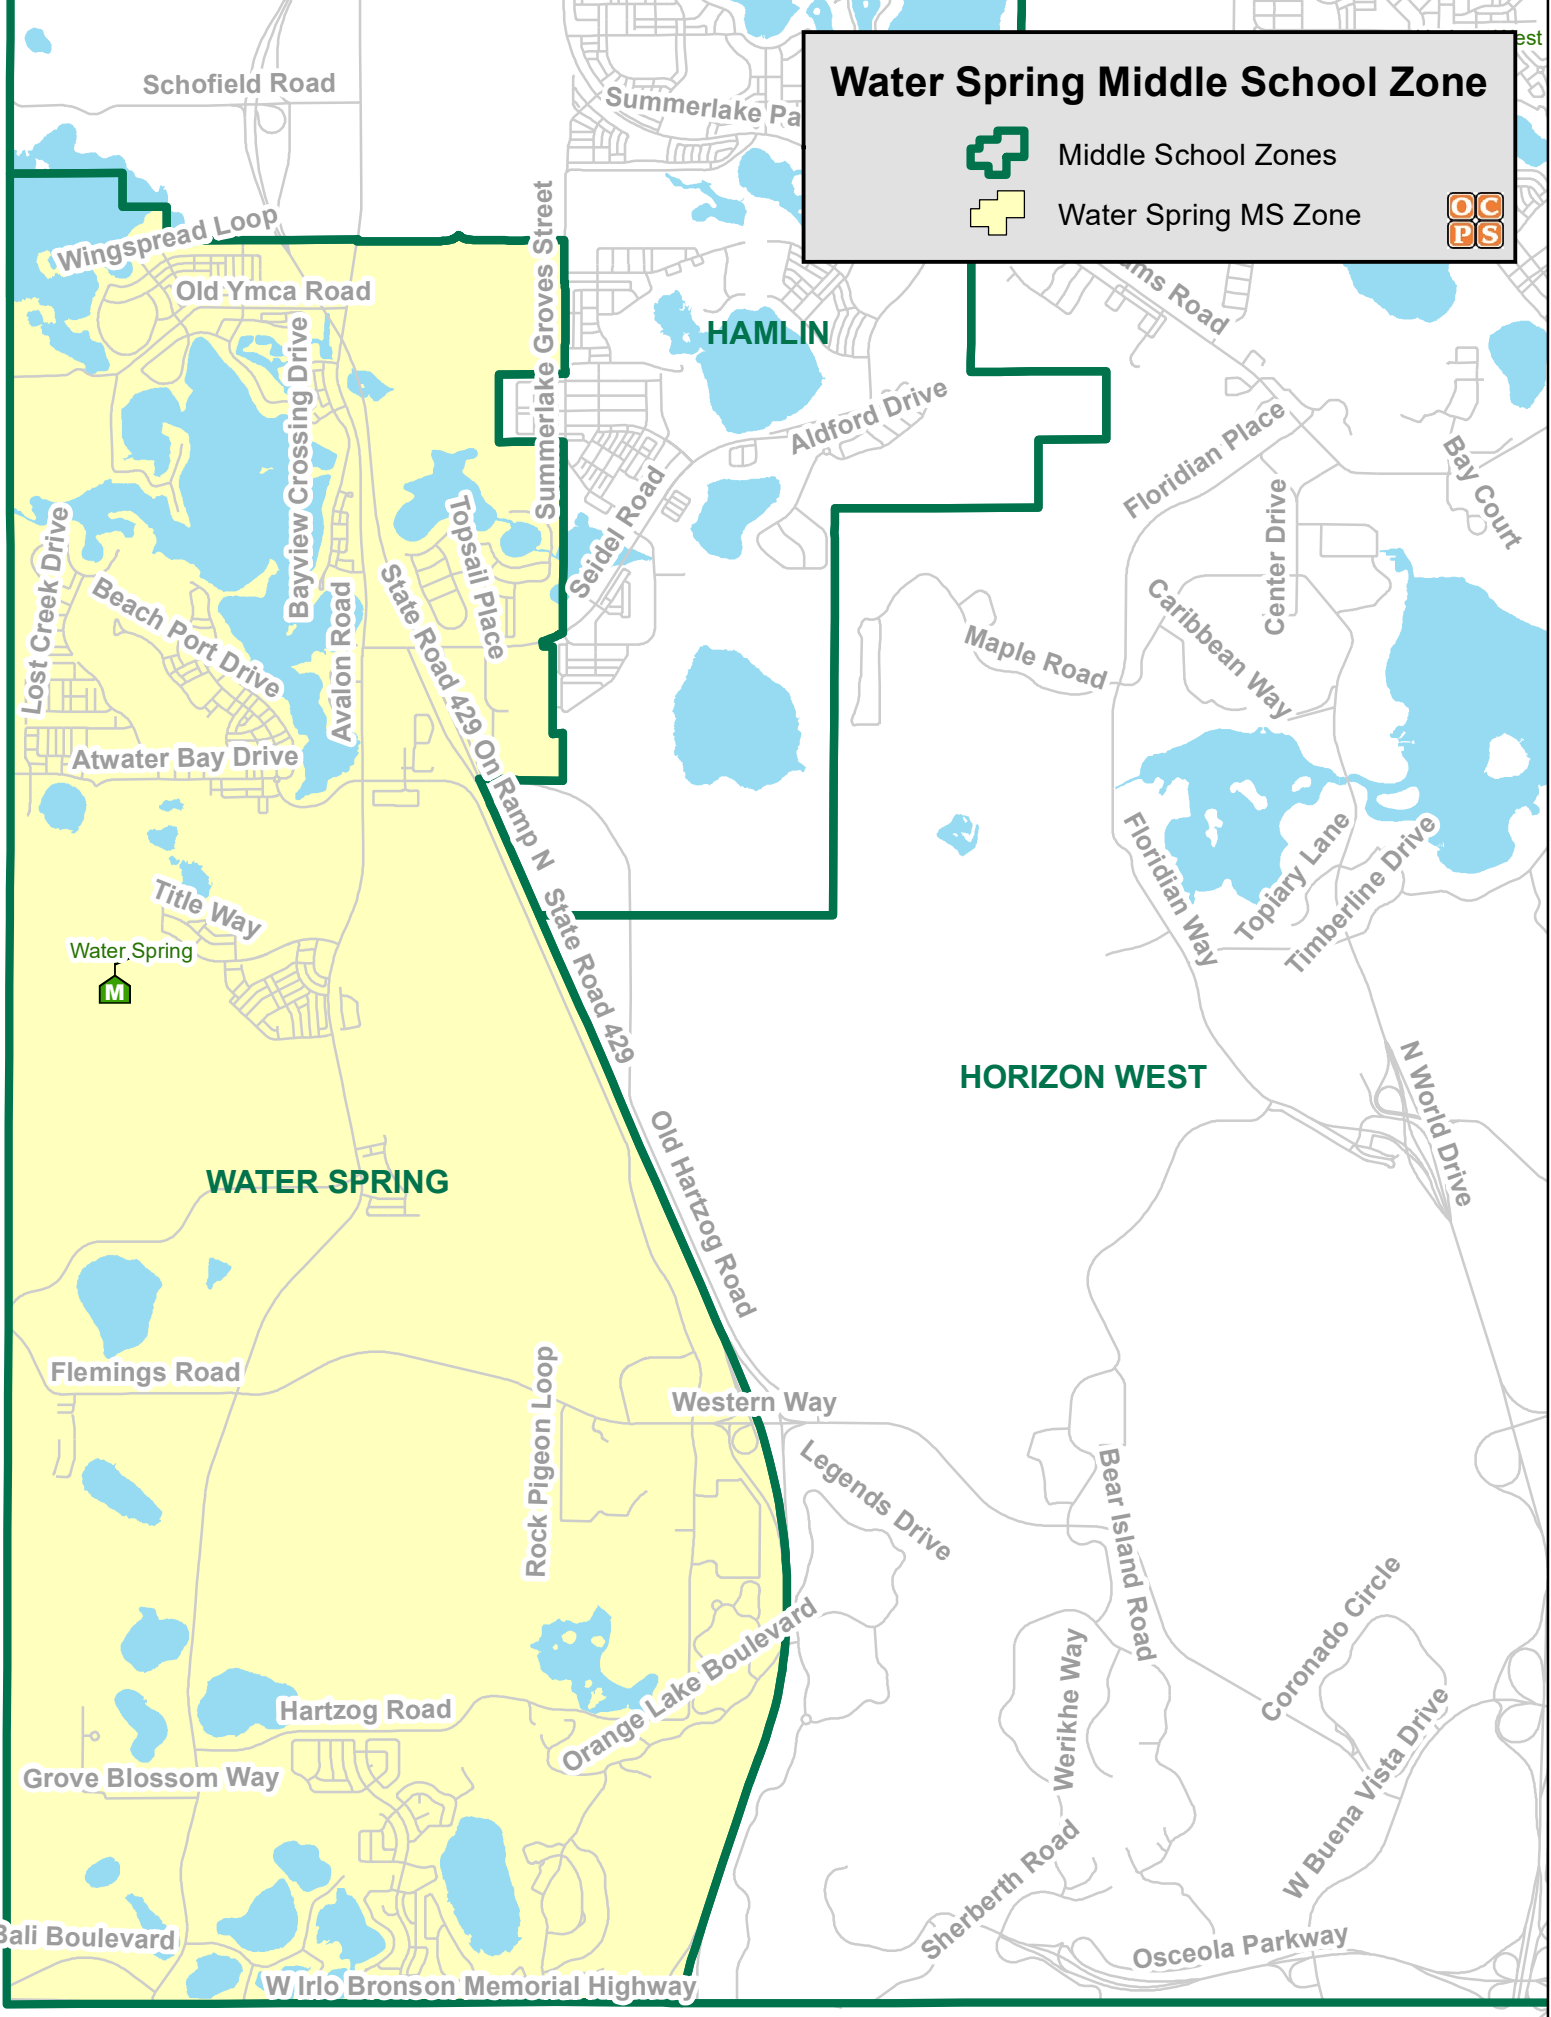 Water Spring Middle School Zone
Middle School Zones
Water Spring MS Zone
OC
PS
est
Schofield Road
Summerlake Pa
Wingspread Loop
Old Ymca Road
Summerlake Groves Street
Bayview Crossing Drive
HAMLIN
ms Road
Aldford Drive
Floridian Place
Bay Court
Center Drive
Seidel Road
Topsail Place
State Road 429 On Ramp N
Lost Creek Drive
Beach Port Drive
Avalon Road
Caribbean Way
Maple Road
Atwater Bay Drive
Floridian Way
Topiary Lane
Timberline Drive
Title Way
Water Spring
M
State Road 429
HORIZON WEST
N World Drive
Old Hartzog Road
WATER SPRING
Flemings Road
Rock Pigeon Loop
Western Way
Legends Drive
Bear Island Road
Coronado Circle
Orange Lake Boulevard
Werikhe Way
W Buena Vista Drive
Hartzog Road
Grove Blossom Way
Sherberth Road
Bali Boulevard
Osceola Parkway
W Irlo Bronson Memorial Highway